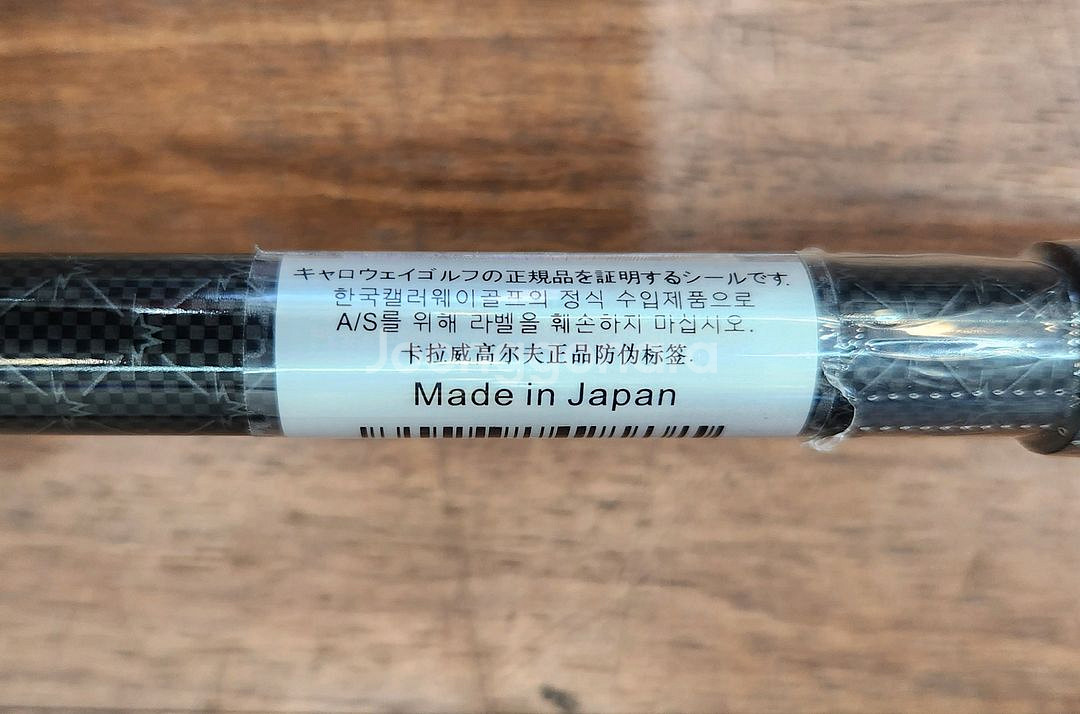 キャロウェイゴルフの正規品を証明するシールです.
한국캘러웨이골프의 정식 수입제품으로
A/S를 위해 라벨을 훼손하지 마십시오.
卡拉威高尔夫正品防伪标签.
Made in Japan